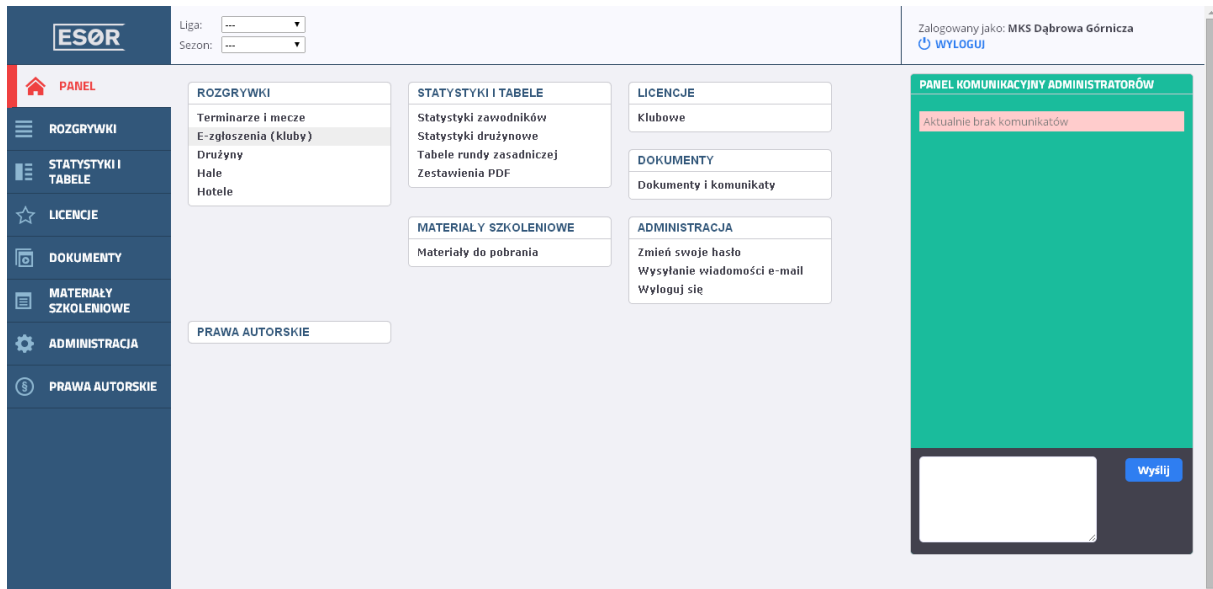 ESØR
Liga: ---
Sezon: ---
Zalogowany jako: MKS Dąbrowa Górnicza
WYLOGUJ
PANEL
ROZGRYWKI
STATYSTYKI I
TABELE
LICENCJE
DOKUMENTY
MATERIAŁY
SZKOLENIOWE
ADMINISTRACJA
§ PRAWA AUTORSKIE
ROZGRYWKI
Terminarze i mecze
E-zgłoszenia (kluby)
Drużyny
Hale
Hotele
STATYSTYKI I TABELE
Statystyki zawodników
Statystyki drużynowe
Tabele rundy zasadniczej
Zestawienia PDF
LICENCJE
Klubowe
DOKUMENTY
Dokumenty i komunikaty
MATERIAŁY SZKOLENIOWE
Materiały do pobrania
ADMINISTRACJA
Zmień swoje hasło
Wysyłanie wiadomości e-mail
Wyloguj się
PRAWA AUTORSKIE
PANEL KOMUNIKACYJNY ADMINISTRATORÓW
Aktualnie brak komunikatów
Wyślij